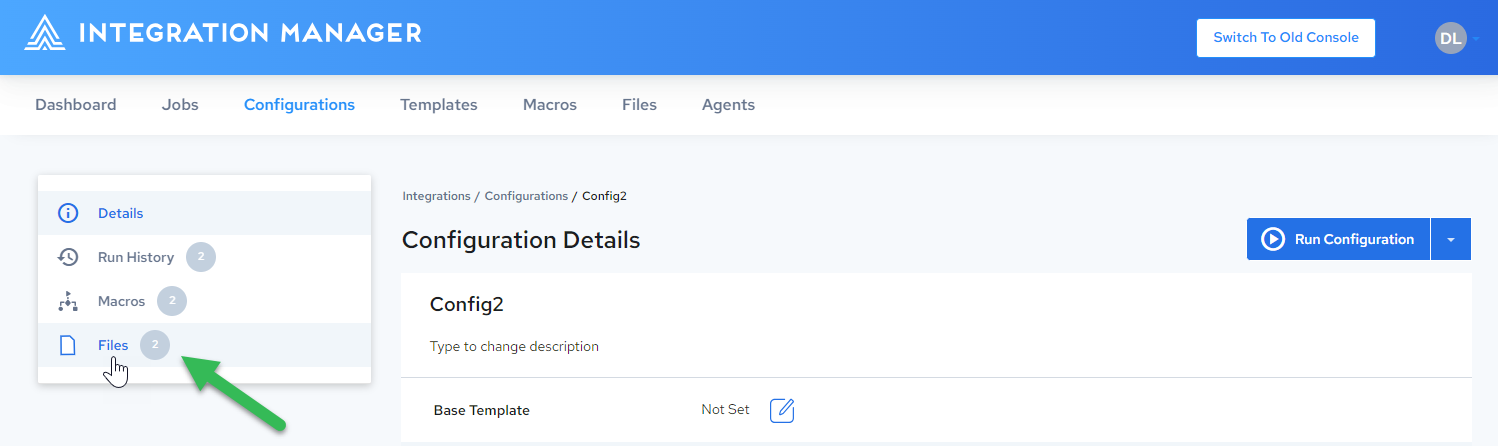 INTEGRATION MANAGER
Switch To Old Console
DL
Dashboard Jobs Configurations Templates Macros Files Agents
Details
Run History 2
Macros 2
Files 2
Integrations / Configurations / Config2
Configuration Details
Run Configuration
Config2
Type to change description
Base Template Not Set